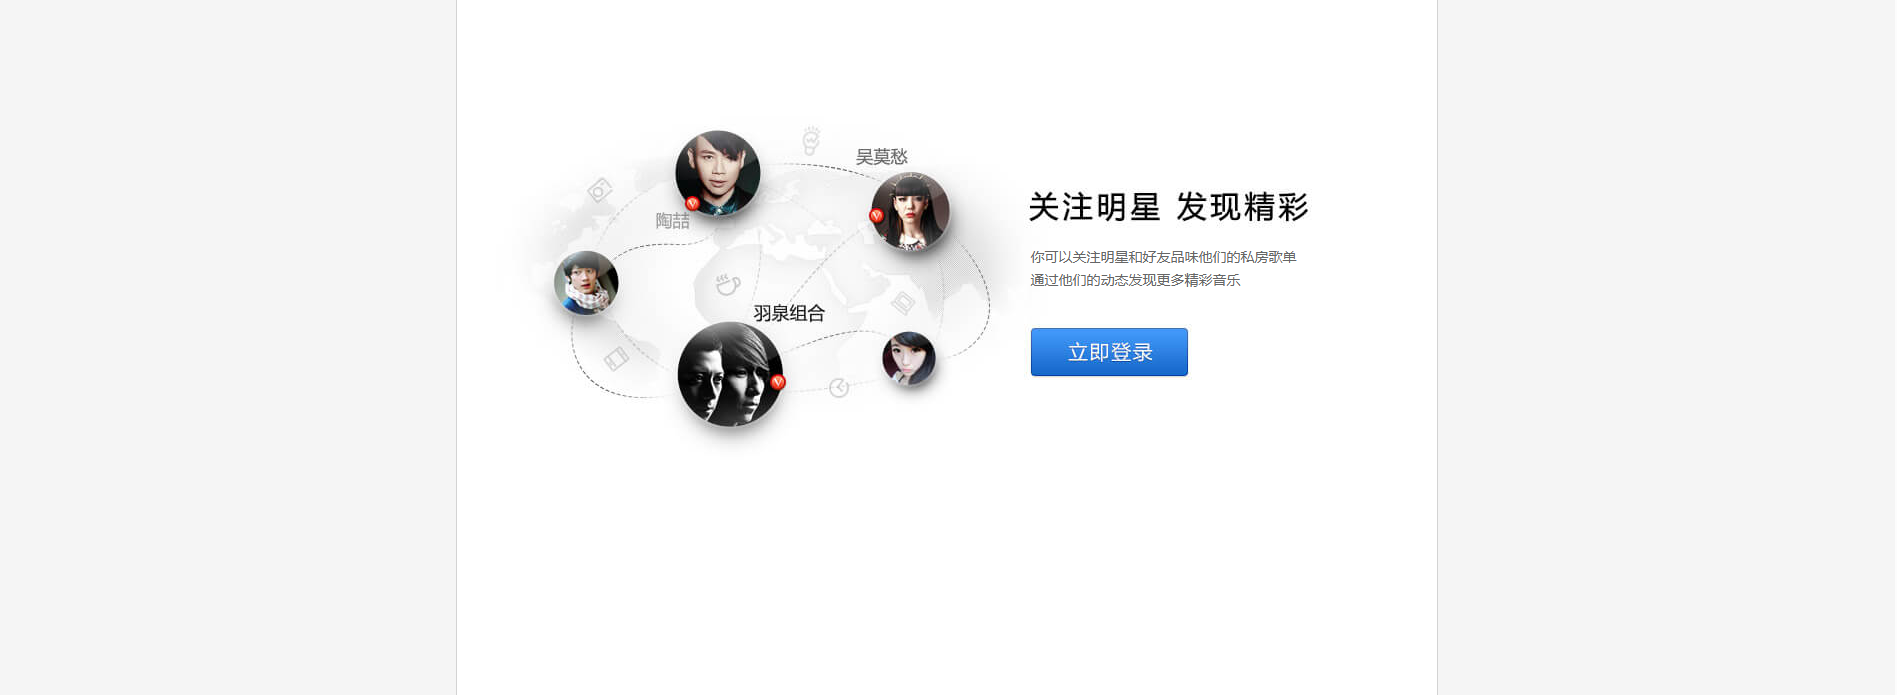 吴莫愁
陶喆
羽泉组合
关注明星 发现精彩
你可以关注明星和好友品味他们的私房歌单
通过他们的动态发现更多精彩音乐
立即登录